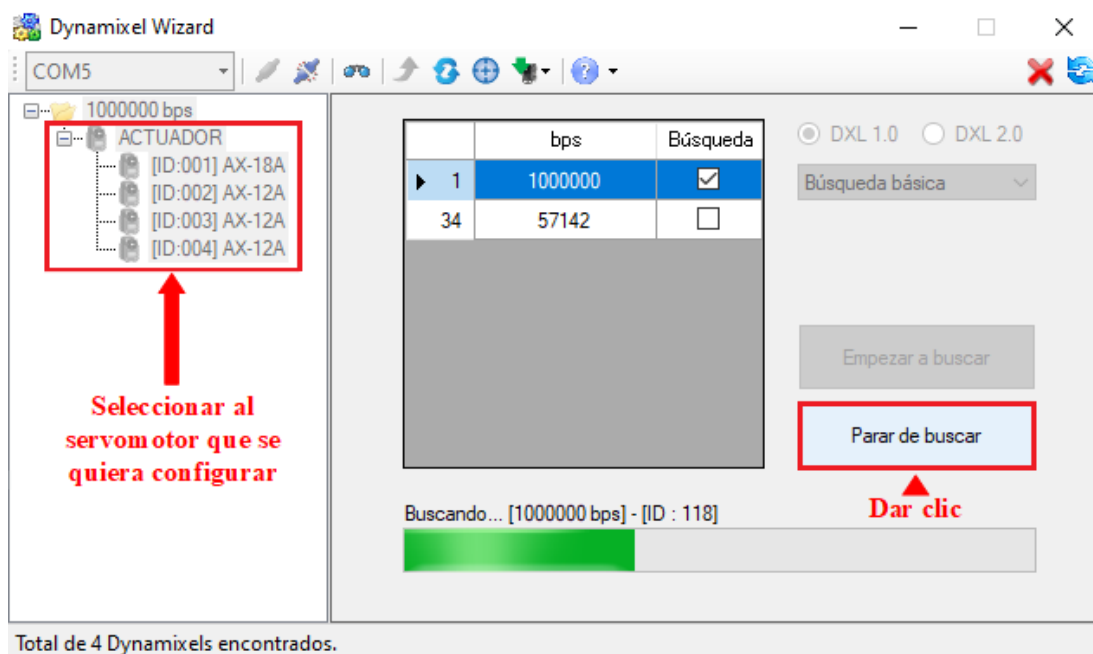 Dynamixel Wizard
COM5
1000000 bps
ACTUADOR
[ID:001] AX-18A
[ID:002] AX-12A
[ID:003] AX-12A
[ID:004] AX-12A
Seleccionar al
servomotor que se
quiera configurar
bps Búsqueda
1 1000000
34 57142
DXL 1.0 DXL 2.0
Búsqueda básica
Empezar a buscar
Parar de buscar
Dar clic
Buscando... [1000000 bps] - [ID : 118]
Total de 4 Dynamixels encontrados.